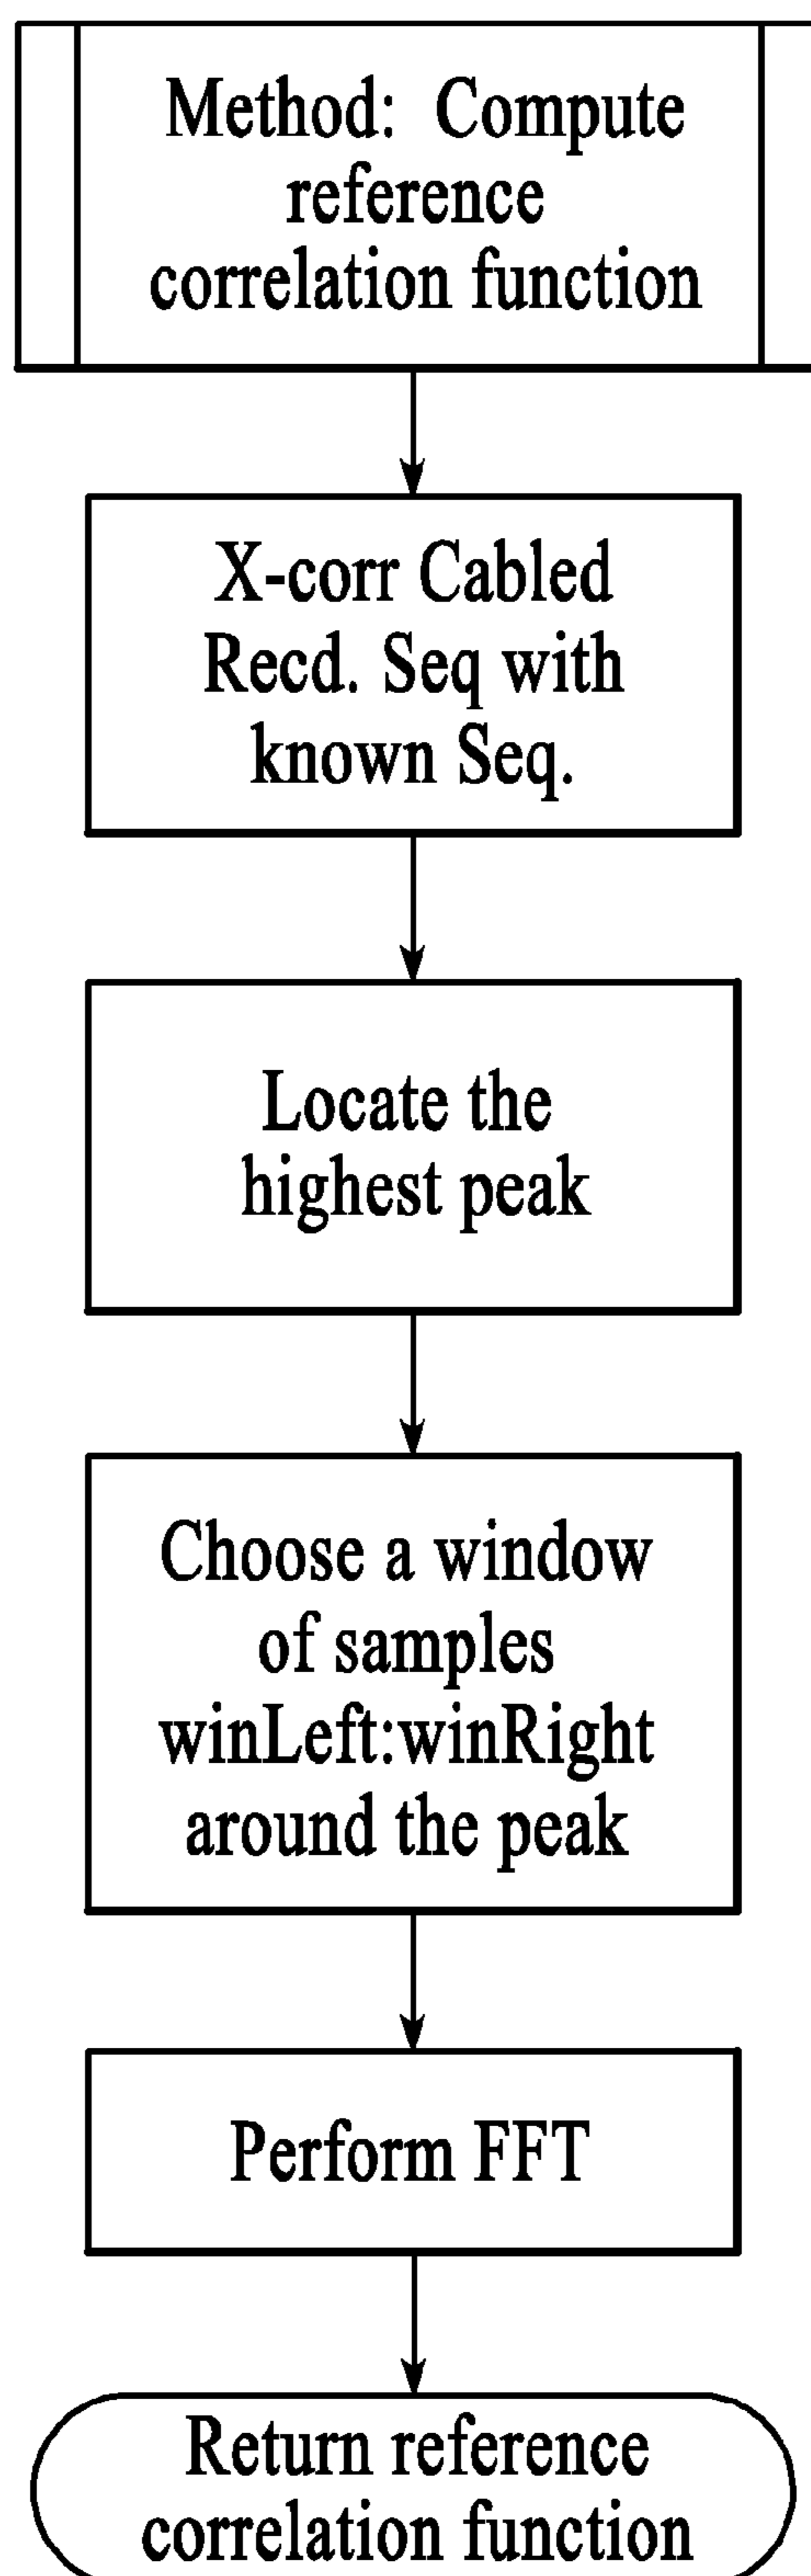 Method: Compute
reference
correlation function
X-corr Cabled
Recd. Seq with
known Seq.
Locate the
highest peak
Choose a window
of samples
winLeft:winRight
around the peak
Perform FFT
Return reference
correlation function